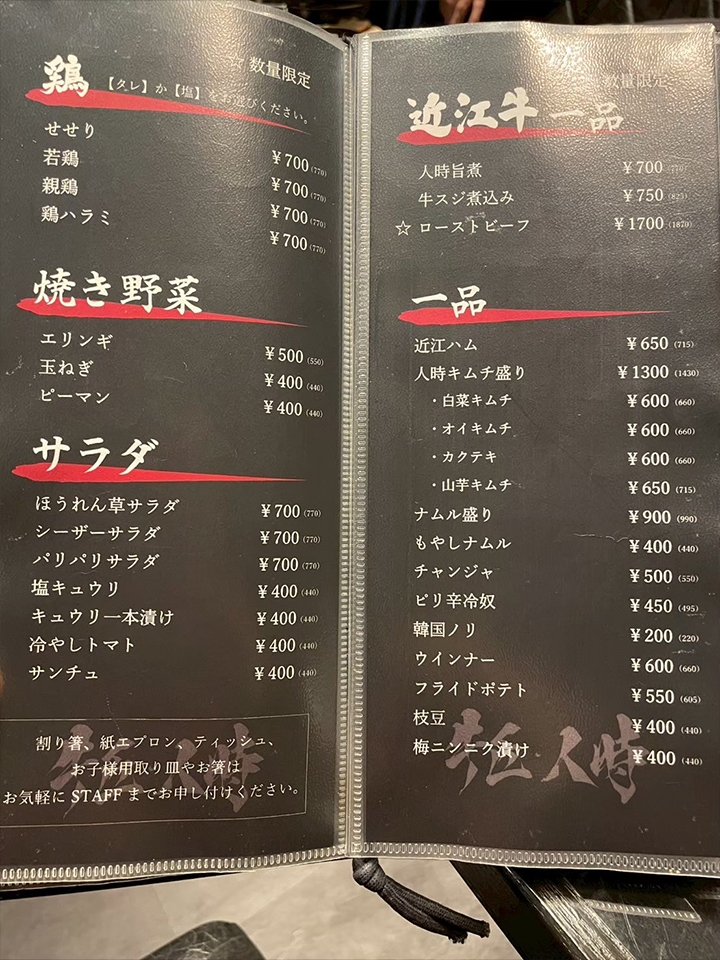 鶏 【タレ】か【塩】をお選びください。 ☆ 数量限定
せせり ¥700 (770)
若鶏 ¥700 (770)
親鶏 ¥700 (770)
鶏ハラミ ¥700 (770)
焼き野菜
エリンギ ¥500 (550)
玉ねぎ ¥400 (440)
ピーマン ¥400 (440)
サラダ
ほうれん草サラダ ¥700 (770)
シーザーサラダ ¥700 (770)
パリパリサラダ ¥700 (770)
塩キュウリ ¥400 (440)
キュウリ一本漬け ¥400 (440)
冷やしトマト ¥400 (440)
サンチュ ¥400 (440)
割り箸、紙エプロン、ティッシュ、
お子様用取り皿やお箸は
お気軽に STAFF までお申し付けください。
数量限定
近江牛 一品
人時旨煮 ¥700 (770)
牛スジ煮込み ¥750 (825)
☆ ローストビーフ ¥1700 (1870)
一品
近江ハム ¥650 (715)
人時キムチ盛り ¥1300 (1430)
・白菜キムチ ¥600 (660)
・オイキムチ ¥600 (660)
・カクテキ ¥600 (660)
・山芋キムチ ¥650 (715)
ナムル盛り ¥900 (990)
もやしナムル ¥400 (440)
チャンジャ ¥500 (550)
ピリ辛冷奴 ¥450 (495)
韓国ノリ ¥200 (220)
ウインナー ¥600 (660)
フライドポテト ¥550 (605)
枝豆 ¥400 (440)
梅ニンニク漬け ¥400 (440)
人時